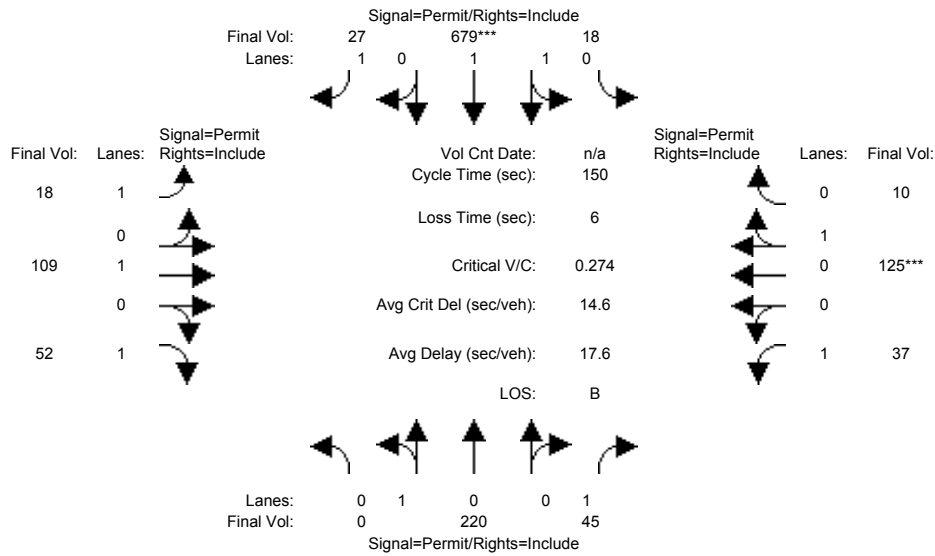 Signal=Permit/Rights=Include
Final Vol: 27 679*** 18
Lanes: 1 0 1 1 0
Signal=Permit Signal=Permit
Final Vol: Lanes: Rights=Include Vol Cnt Date: n/a Rights=Include Lanes: Final Vol:
Cycle Time (sec): 150
18 1 0 10
Loss Time (sec): 6
0 1
109 1 Critical V/C: 0.274 0 125***
0 Avg Crit Del (sec/veh): 14.6 0
52 1 Avg Delay (sec/veh): 17.6 1 37
LOS: B
Lanes: 0 1 0 0 1
Final Vol: 0 220 45
Signal=Permit/Rights=Include